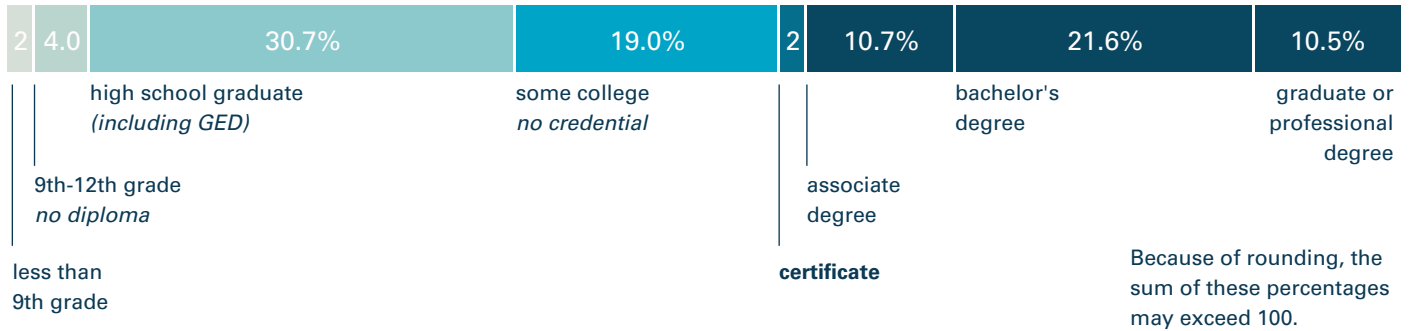 2 4.0 30.7% 19.0% 2 10.7% 21.6% 10.5%
high school graduate
(including GED)
some college
no credential
bachelor's
degree
graduate or
professional
degree
9th-12th grade
no diploma
associate
degree
less than
9th grade
certificate
Because of rounding, the
sum of these percentages
may exceed 100.